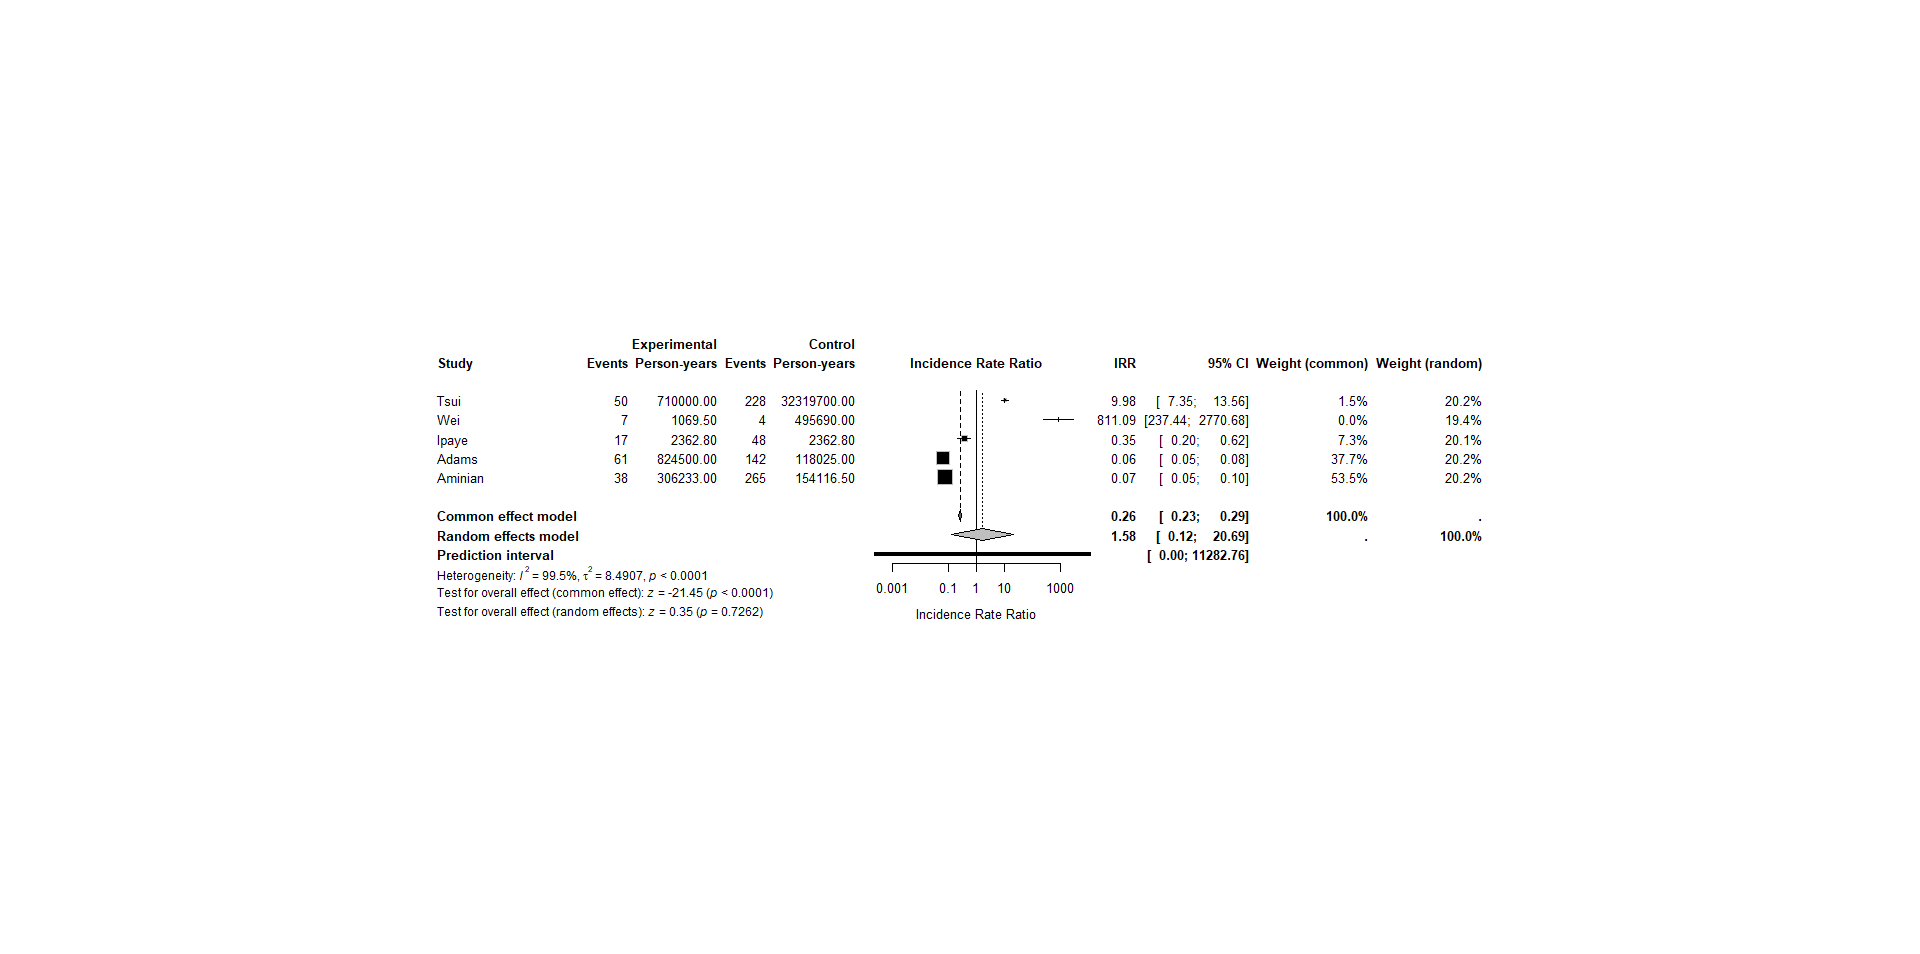 Experimental Control
Study Events Person-years Events Person-years Incidence Rate Ratio IRR 95% CI Weight (common) Weight (random)
Tsui 50 710000.00 228 32319700.00 9.98 [ 7.35; 13.56] 1.5% 20.2%
Wei 7 1069.50 4 495690.00 811.09 [237.44; 2770.68] 0.0% 19.4%
Ipaye 17 2362.80 48 2362.80 0.35 [ 0.20; 0.62] 7.3% 20.1%
Adams 61 824500.00 142 118025.00 0.06 [ 0.05; 0.08] 37.7% 20.2%
Aminian 38 306233.00 265 154116.50 0.07 [ 0.05; 0.10] 53.5% 20.2%
Common effect model 0.26 [ 0.23; 0.29] 100.0% .
Random effects model 1.58 [ 0.12; 20.69] . 100.0%
Prediction interval [ 0.00; 11282.76]
Heterogeneity: I² = 99.5%, τ² = 8.4907, p < 0.0001
Test for overall effect (common effect): z = -21.45 (p < 0.0001)
Test for overall effect (random effects): z = 0.35 (p = 0.7262)
0.001 0.1 1 10 1000
Incidence Rate Ratio